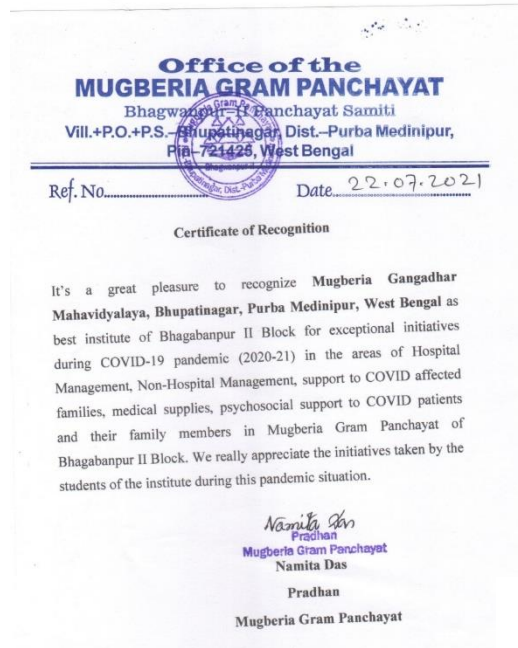 Office of the
MUGBERIA GRAM PANCHAYAT
Bhagwanpur-II Panchayat Samiti
Vill.+P.O.+P.S.–Bhupatinagar, Dist.–Purba Medinipur,
Pin–721425, West Bengal
Ref. No.............................. Date...22.07.2021
Certificate of Recognition
It's a great pleasure to recognize Mugberia Gangadhar
Mahavidyalaya, Bhupatinagar, Purba Medinipur, West Bengal as
best institute of Bhagabanpur II Block for exceptional initiatives
during COVID-19 pandemic (2020-21) in the areas of Hospital
Management, Non-Hospital Management, support to COVID affected
families, medical supplies, psychosocial support to COVID patients
and their family members in Mugberia Gram Panchayat of
Bhagabanpur II Block. We really appreciate the initiatives taken by the
students of the institute during this pandemic situation.
Namita Das
Pradhan
Mugberia Gram Panchayat
Namita Das
Pradhan
Mugberia Gram Panchayat